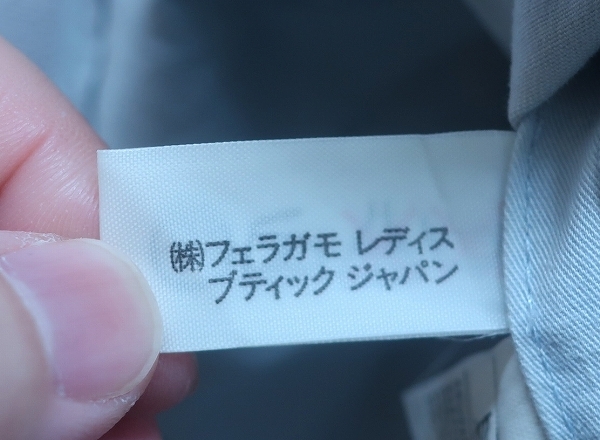 ㈱フェラガモ レディス
ブティック ジャパン